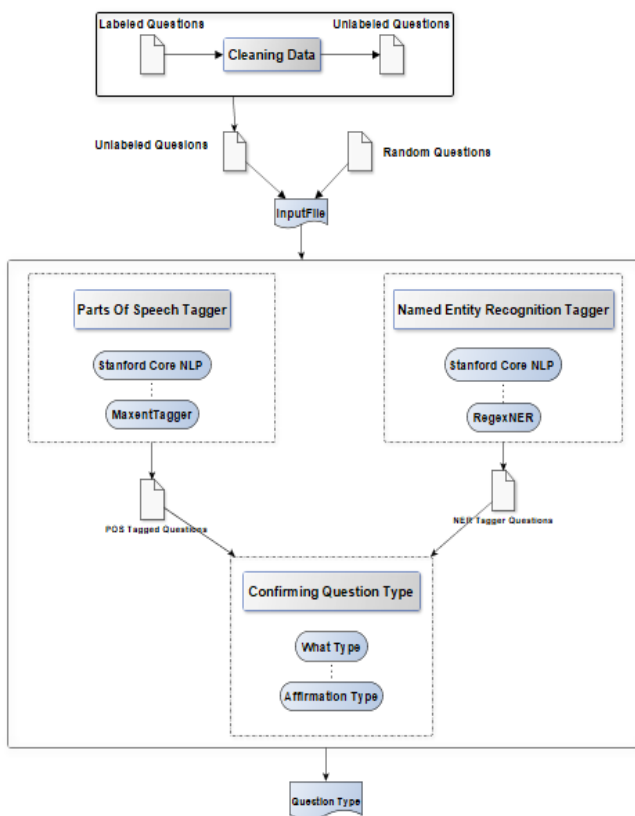 Labeled Questions
Unlabeled Questions
Cleaning Data
Unlabeled Quesions
Random Questions
InputFile
Parts Of Speech Tagger
Named Entity Recognition Tagger
Stanford Core NLP
Stanford Core NLP
MaxentTagger
RegexNER
POS Tagged Questions
NER Tagger Questions
Confirming Question Type
What Type
Affirmation Type
Question Type